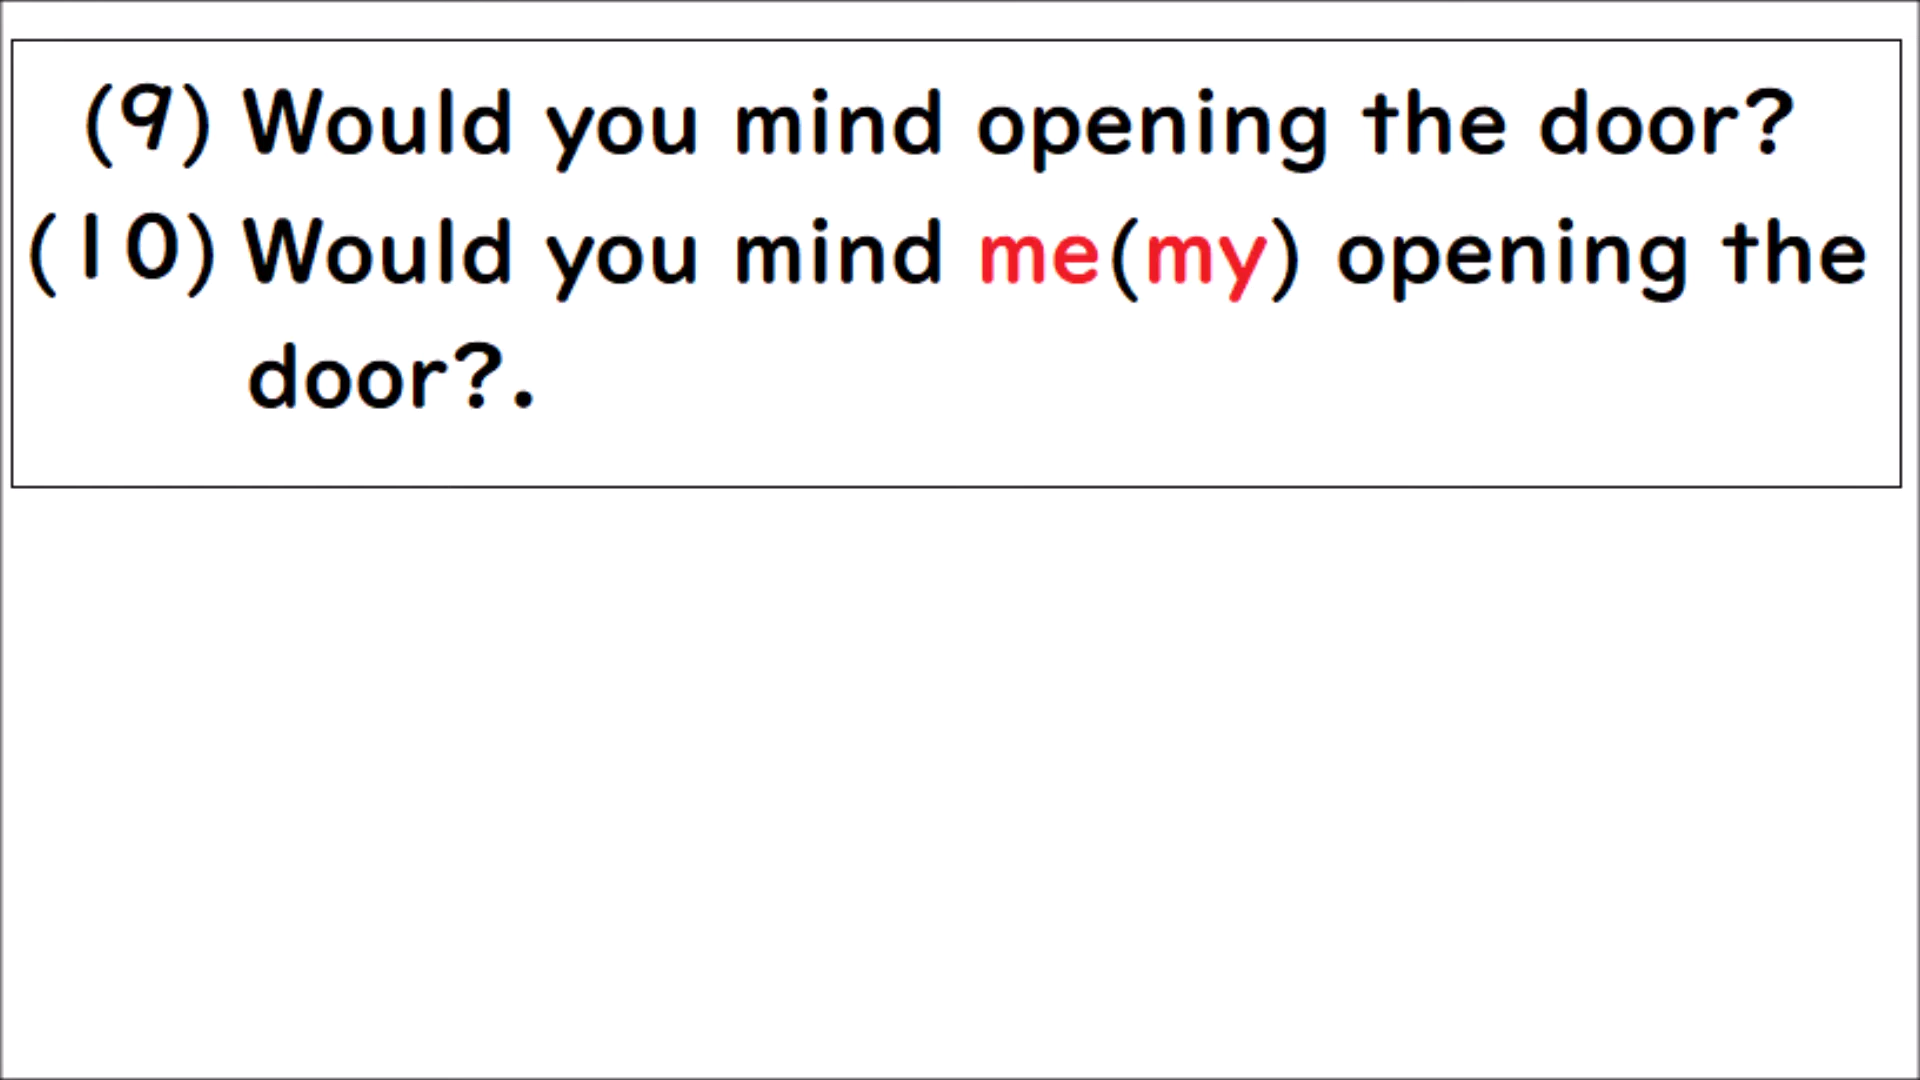 (9) Would you mind opening the door?
(10) Would you mind me(my) opening the
door?.